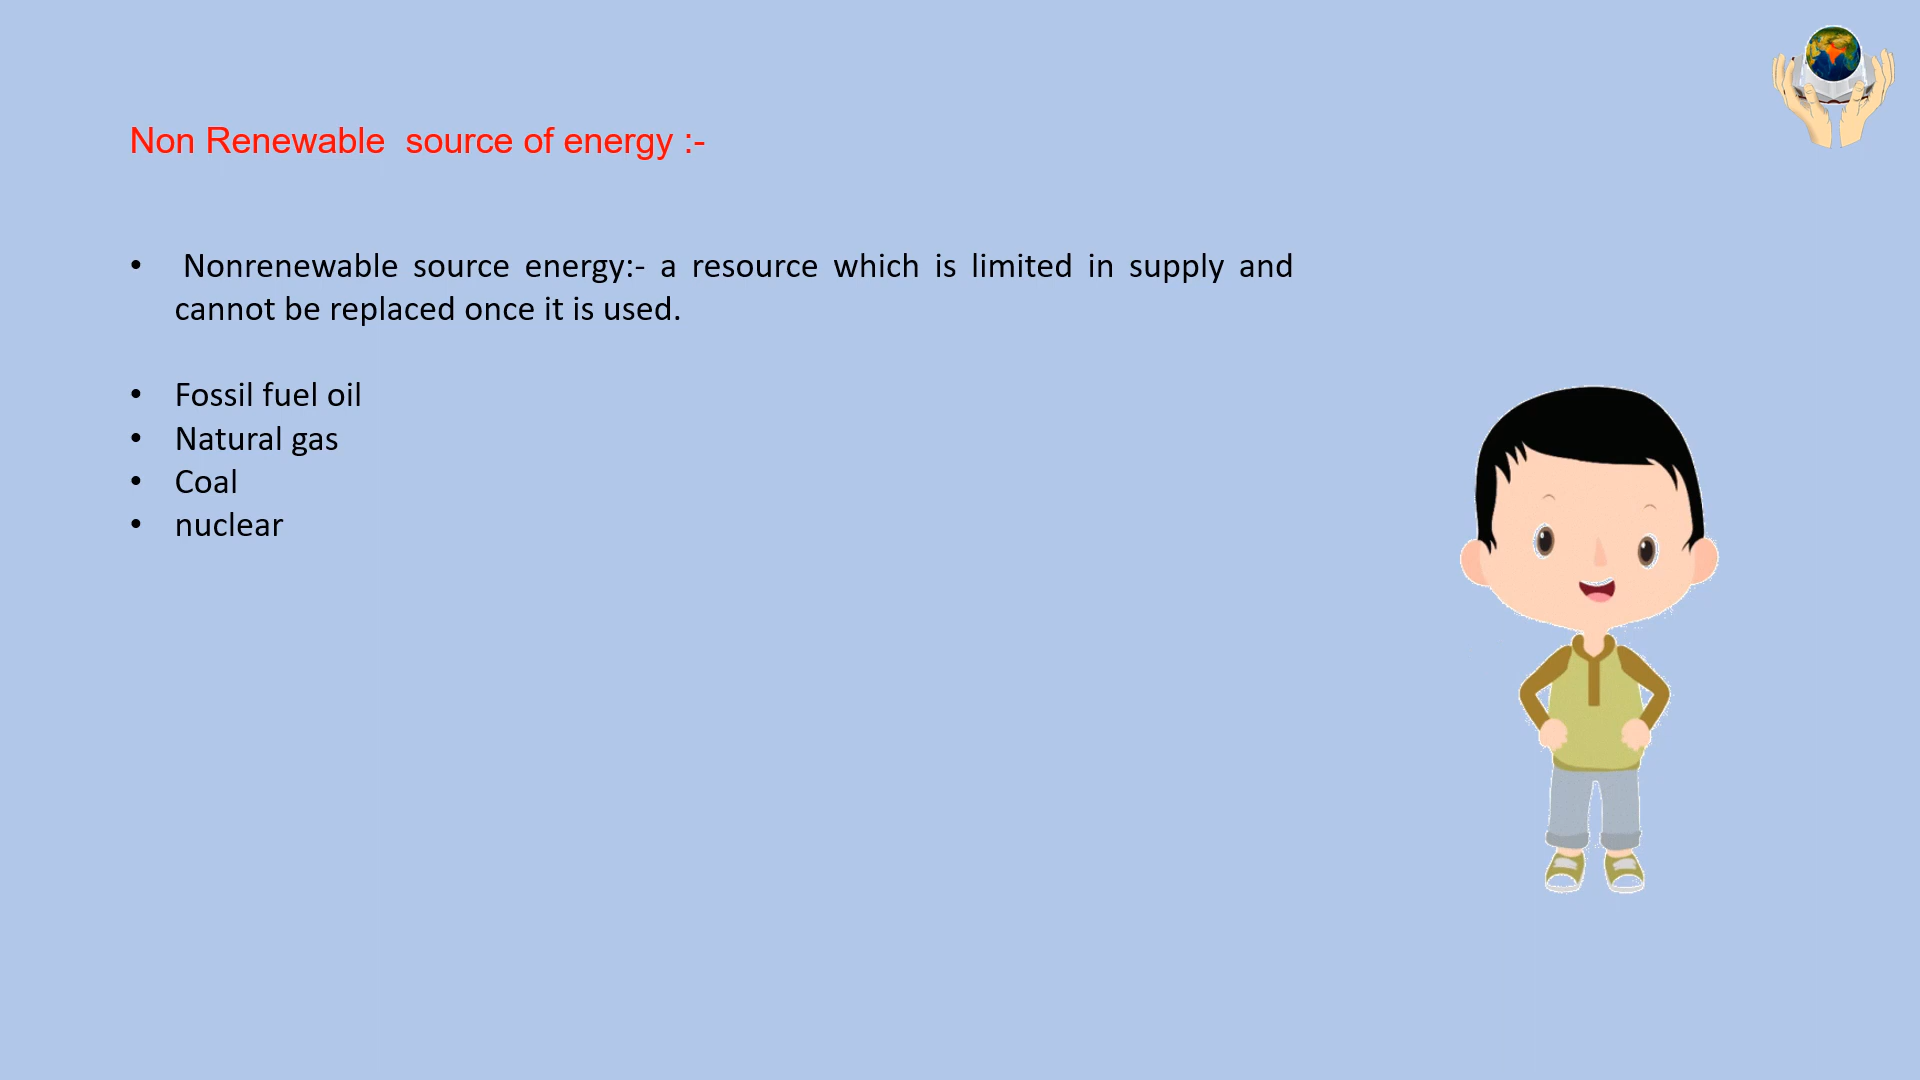 Non Renewable  source of energy :-
• Nonrenewable source energy:- a resource which is limited in supply and
cannot be replaced once it is used.
• Fossil fuel oil
• Natural gas
• Coal
• nuclear